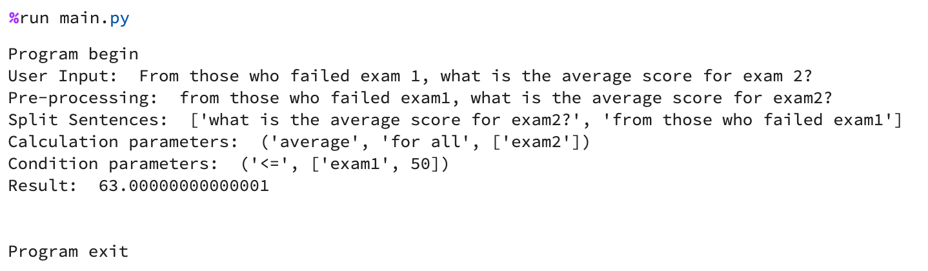 %run main.py
Program begin
User Input:  From those who failed exam 1, what is the average score for exam 2?
Pre-processing:  from those who failed exam1, what is the average score for exam2?
Split Sentences:  ['what is the average score for exam2?', 'from those who failed exam1']
Calculation parameters:  ('average', 'for all', ['exam2'])
Condition parameters:  ('<=', ['exam1', 50])
Result:  63.00000000000001
Program exit